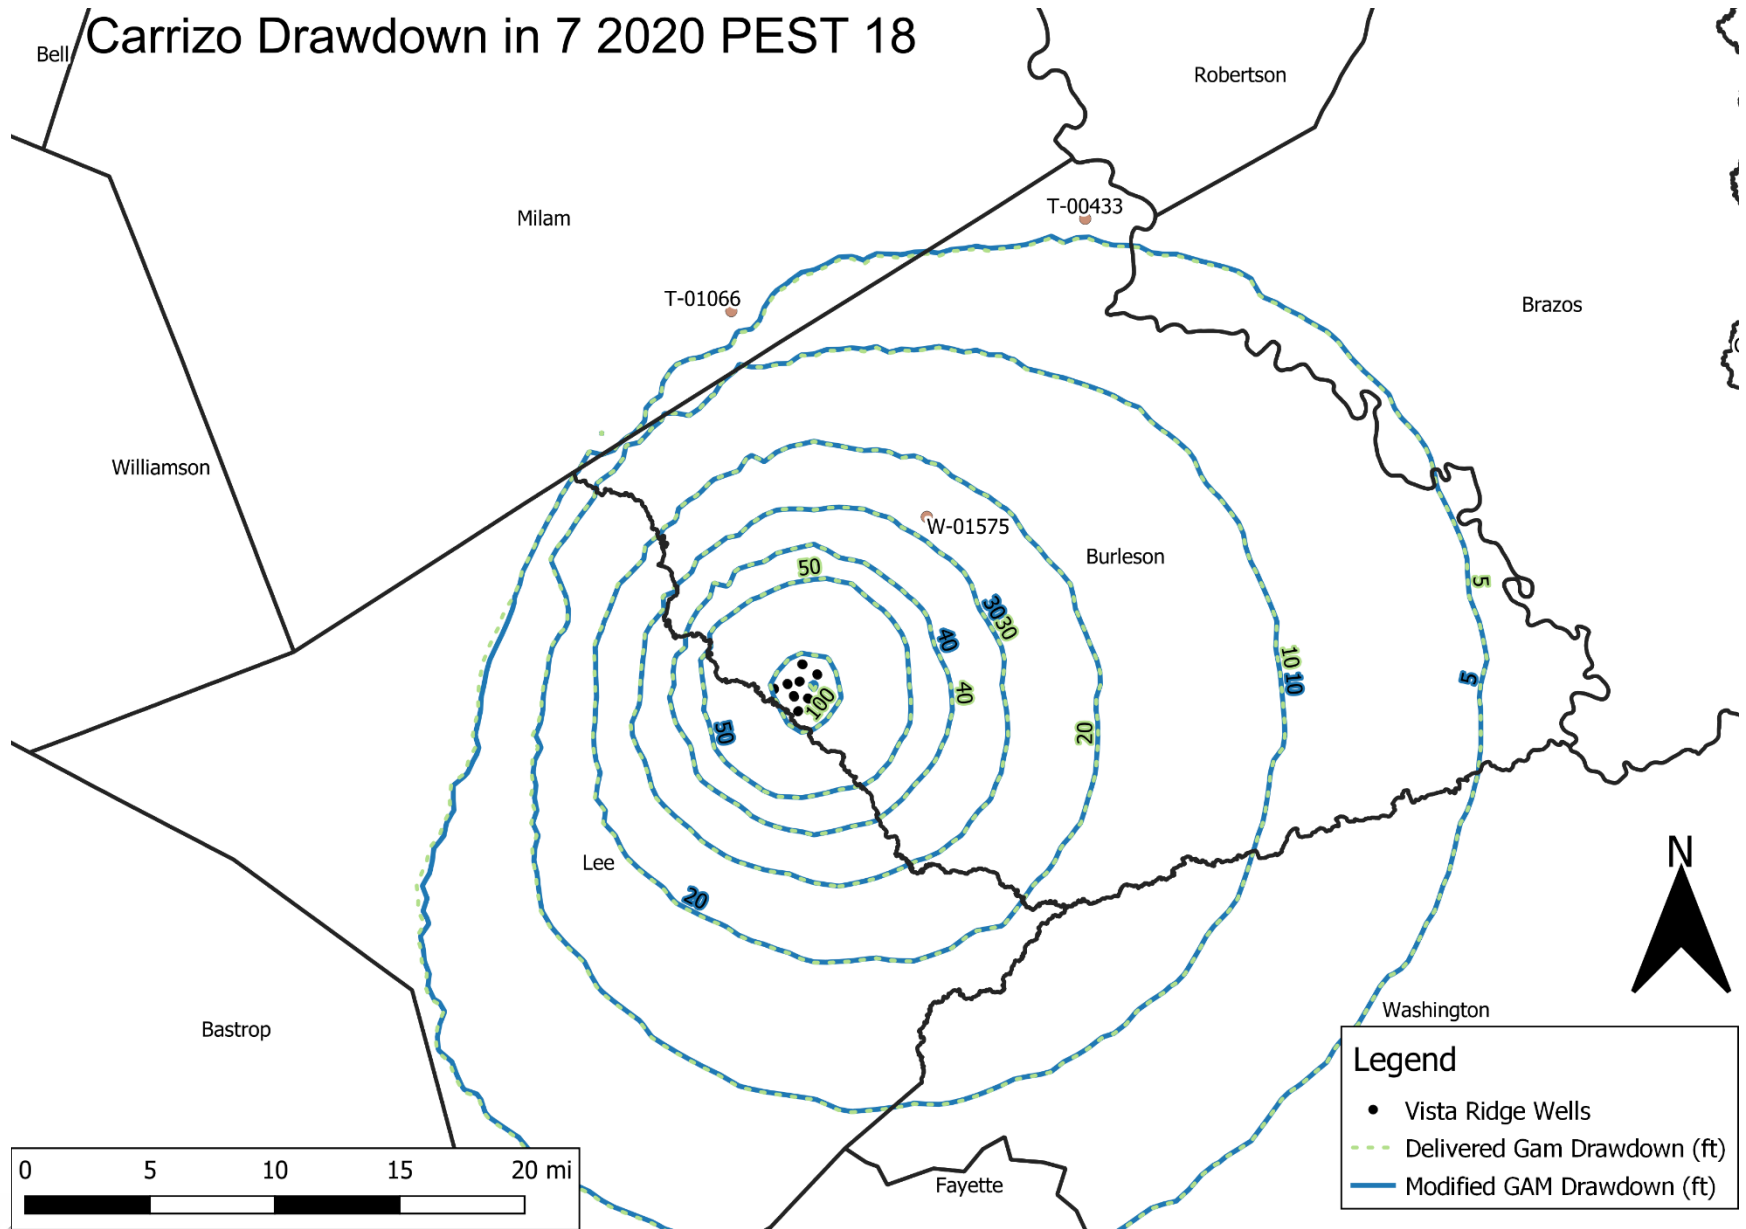 Carrizo Drawdown in 7 2020 PEST 18
Bell
Robertson
T-00433
Milam
T-01066
Brazos
Williamson
W-01575
Burleson
50
5
30
30
40
10
10
5
40
100
20
50
Lee
20
N
Bastrop
Washington
Legend
Vista Ridge Wells
Delivered Gam Drawdown (ft)
Modified GAM Drawdown (ft)
0 5 10 15 20 mi
Fayette